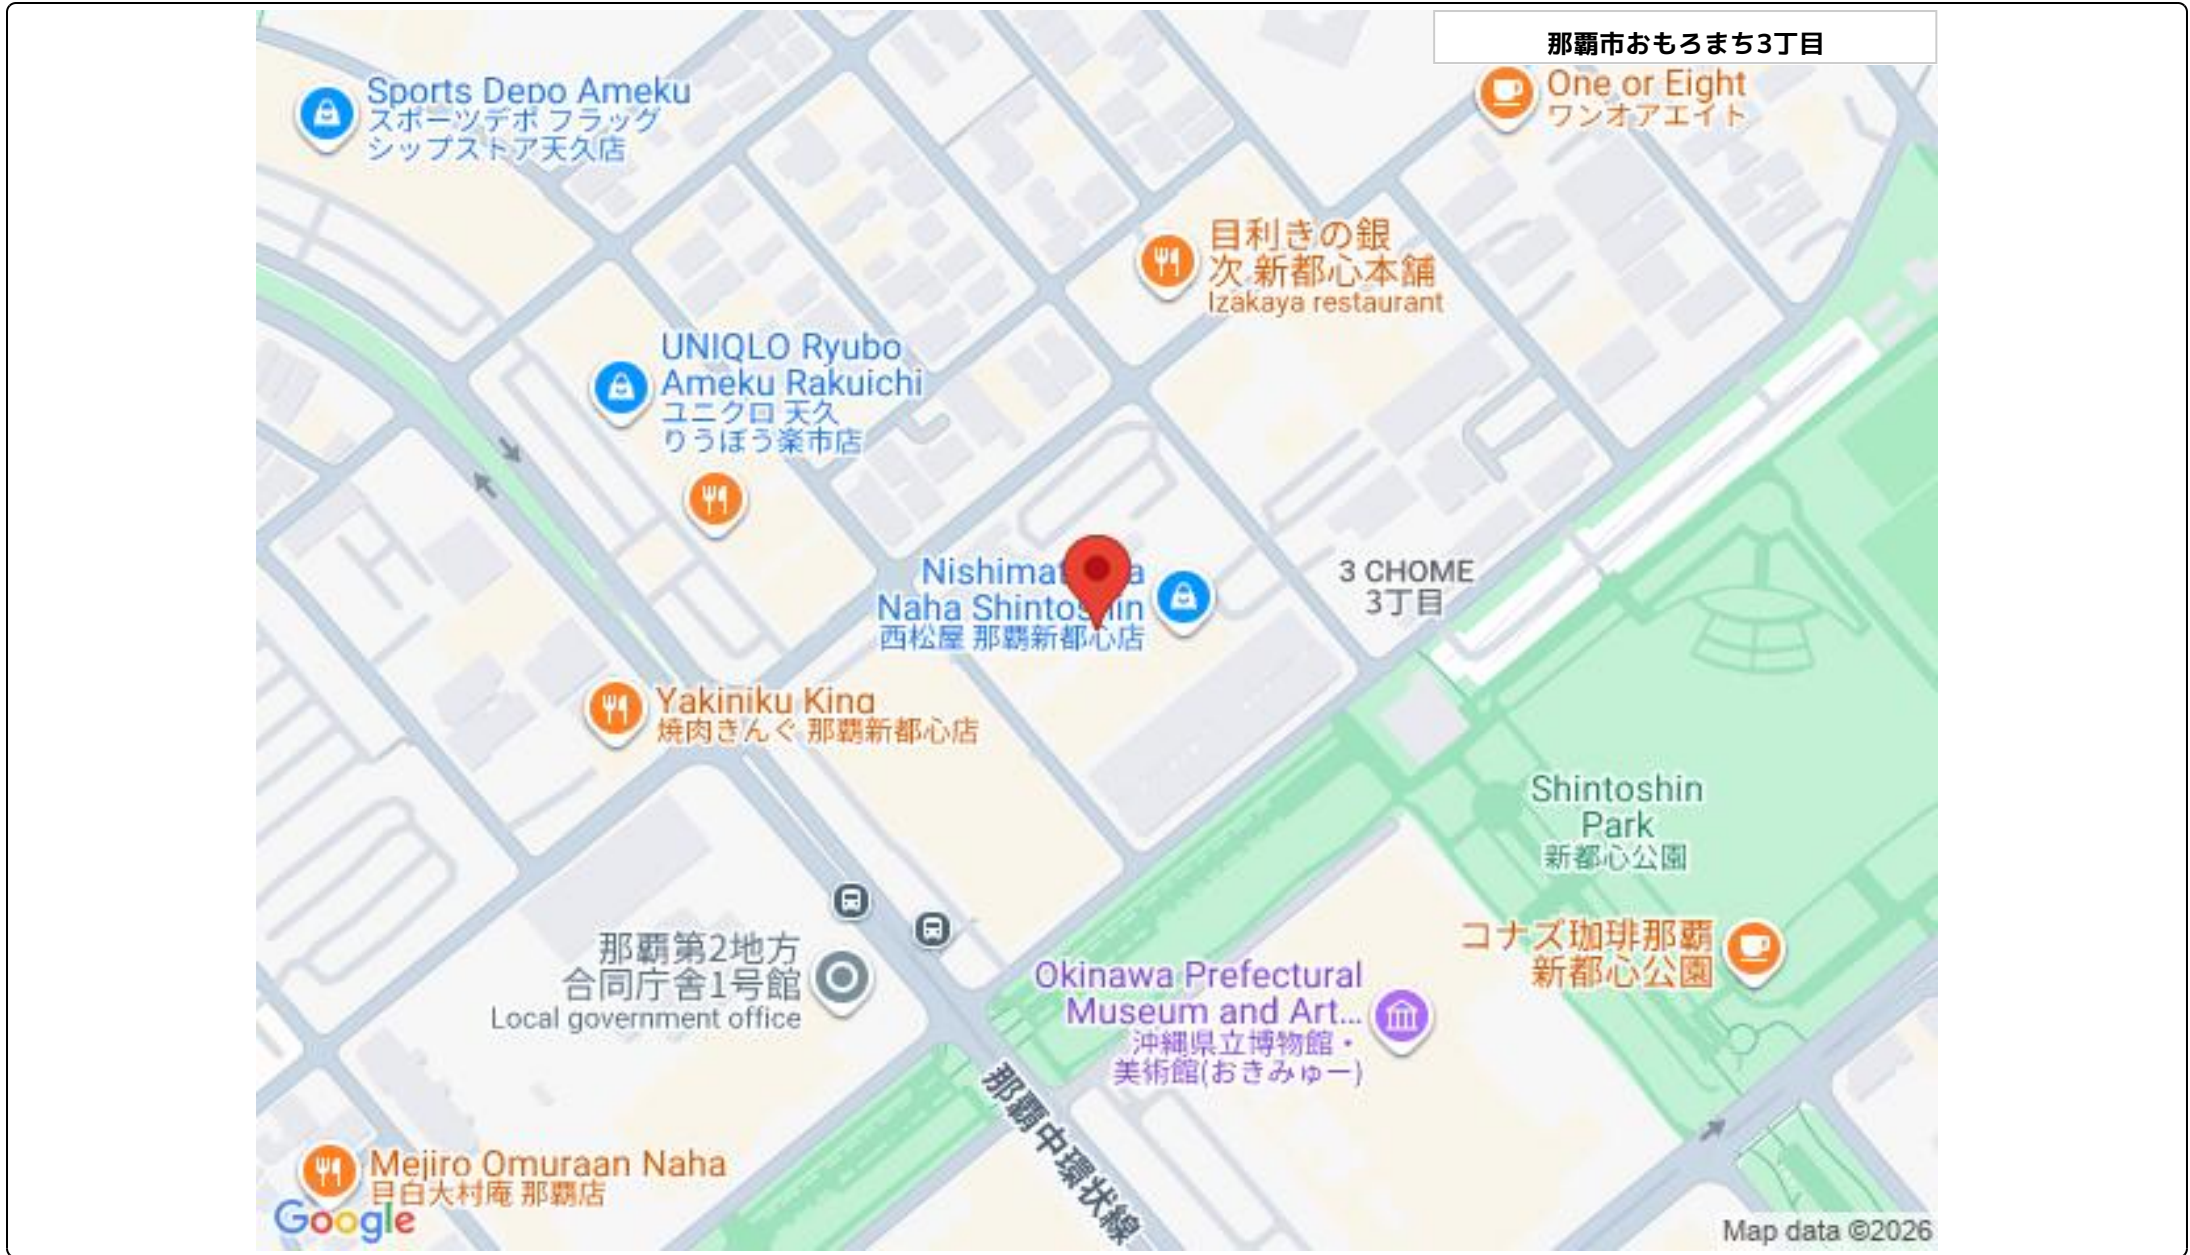 那覇市おもろまち3丁目
Sports Depo Ameku
スポーツデポ フラッグ
シップストア天久店
One or Eight
ワンオアエイト
目利きの銀
次 新都心本舗
Izakaya restaurant
UNIQLO Ryubo
Ameku Rakuichi
ユニクロ 天久
りうぼう楽市店
Naha Shintoshin
西松屋 那覇新都心店
3 CHOME
3丁目
Yakiniku King
焼肉きんぐ 那覇新都心店
Shintoshin
Park
新都心公園
コナズ珈琲那覇
新都心公園
那覇第2地方
合同庁舎1号館
Local government office
Okinawa Prefectural
Museum and Art...
沖縄県立博物館・
美術館(おきみゅー)
那覇中環状線
Mejiro Omuraan Naha
目白大村庵 那覇店
Google
Map data ©2026